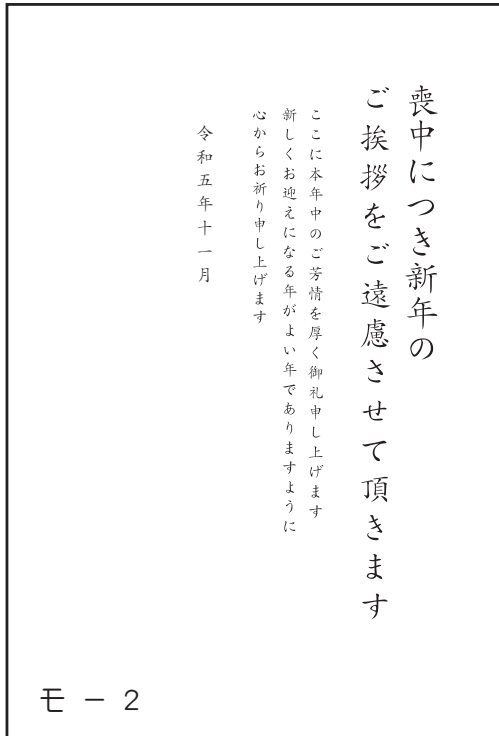 喪中につき新年の
ご挨拶をご遠慮させて頂きます
ここに本年中のご芳情を厚く御礼申し上げます
新しくお迎えになる年がよい年でありますように
心からお祈り申し上げます
令和五年十一月
モー2